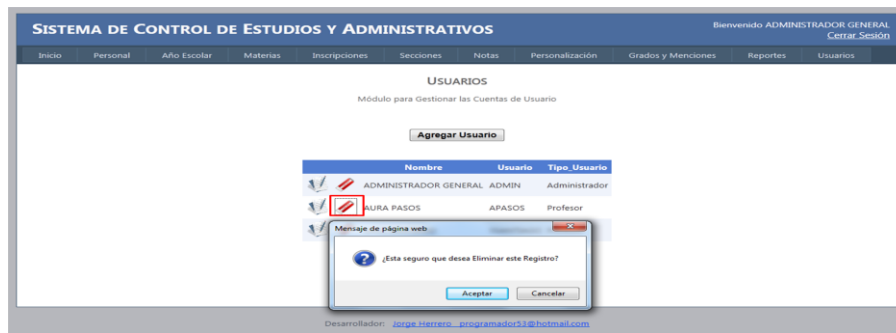 SISTEMA DE CONTROL DE ESTUDIOS Y ADMINISTRATIVOS
Bienvenido ADMINISTRADOR GENERAL
Cerrar Sesión
Inicio Personal Año Escolar Materias Inscripciones Secciones Notas Personalización Grados y Menciones Reportes Usuarios
USUARIOS
Módulo para Gestionar las Cuentas de Usuario
Agregar Usuario
Nombre Usuario Tipo_Usuario
ADMINISTRADOR GENERAL ADMIN Administrador
AURA PASOS APASOS Profesor
Mensaje de página web
¿Esta seguro que desea Eliminar este Registro?
Aceptar Cancelar
Desarrollador: Jorge Herrero programador53@hotmail.com